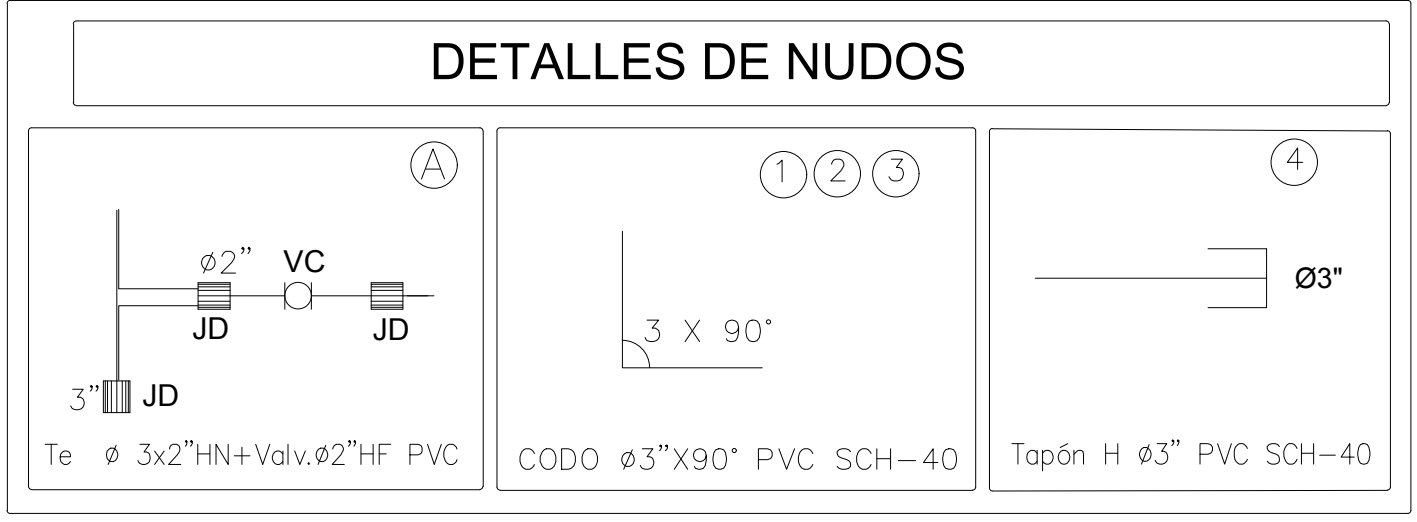 DETALLES DE NUDOS
A
ø2” VC
JD JD
3” JD
Te ø 3x2”HN+Valv.ø2”HF PVC
1 2 3
3 X 90°
CODO ø3”X90° PVC SCH-40
4
Ø3"
Tapón H ø3” PVC SCH-40